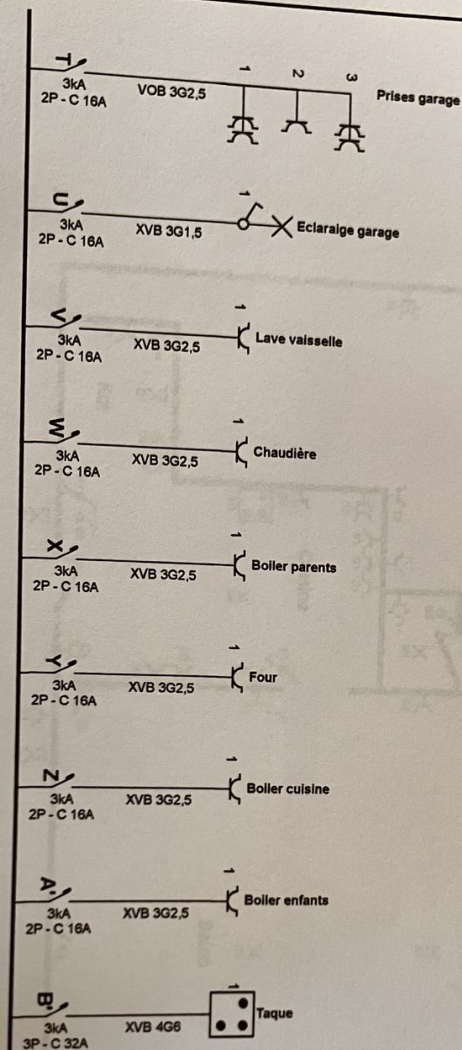 T
3kA
2P - C 16A
VOB 3G2,5
1
2
3
Prises garage
U
3kA
2P - C 16A
XVB 3G1,5
1
Eclaraige garage
V
3kA
2P - C 16A
XVB 3G2,5
1
Lave vaisselle
W
3kA
2P - C 16A
XVB 3G2,5
1
Chaudière
X
3kA
2P - C 16A
XVB 3G2,5
1
Boiler parents
Y
3kA
2P - C 16A
XVB 3G2,5
1
Four
Z
3kA
2P - C 16A
XVB 3G2,5
1
Boiler cuisine
A'
3kA
2P - C 16A
XVB 3G2,5
1
Boiler enfants
B'
3kA
3P - C 32A
XVB 4G6
1
Taque